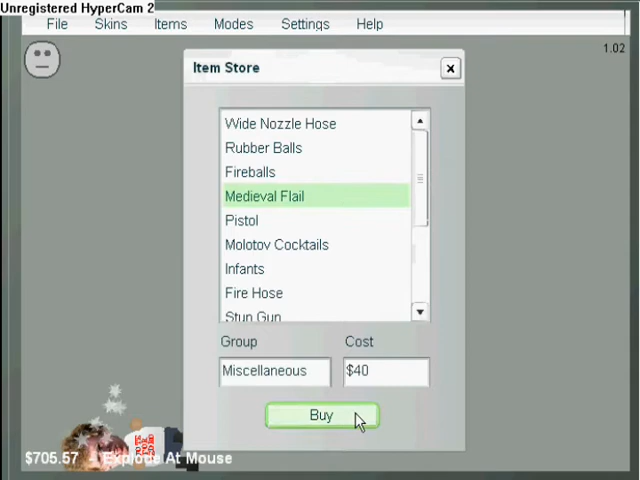 Unregistered HyperCam 2
File Skins Items Modes Settings Help
1.02
Item Store
Wide Nozzle Hose
Rubber Balls
Fireballs
Medieval Flail
Pistol
Molotov Cocktails
Infants
Fire Hose
Stun Gun
Group Cost
Miscellaneous $40
Buy
$705.57 - Explode At Mouse